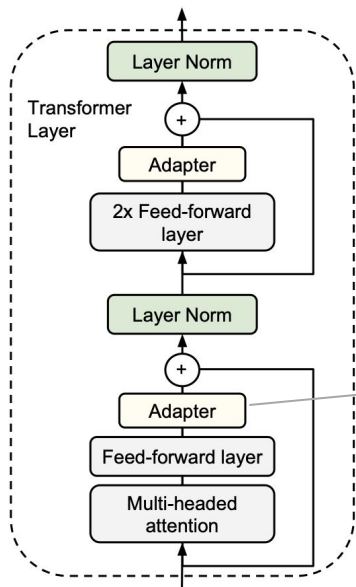 Layer Norm
Transformer
Layer
+
Adapter
2x Feed-forward
layer
Layer Norm
+
Adapter
Feed-forward layer
Multi-headed
attention